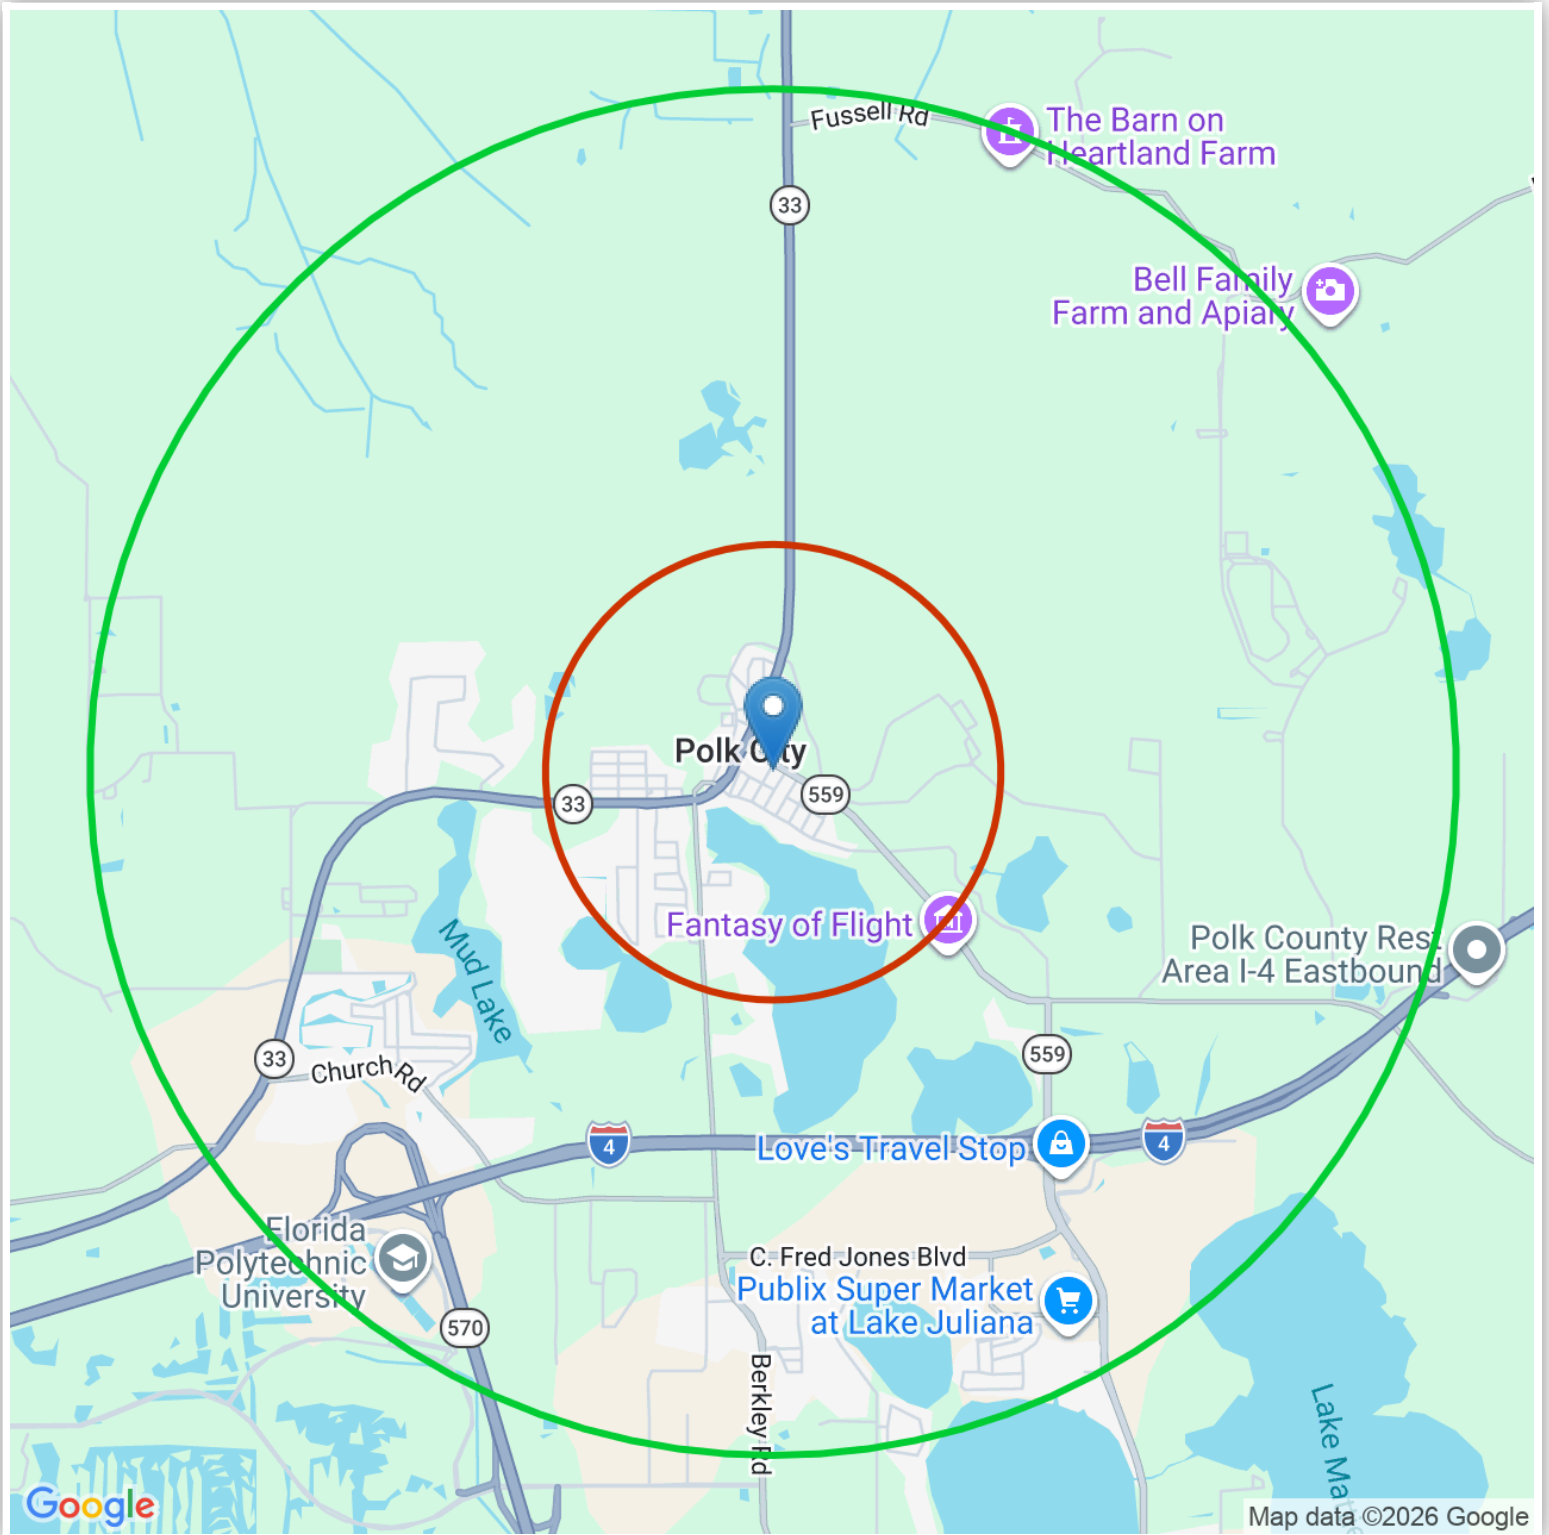 Fussell Rd
The Barn on
Heartland Farm
33
Bell Family
Farm and Apiary
Polk City
559
33
Fantasy of Flight
Polk County Rest
Area I-4 Eastbound
Mud Lake
33
Church Rd
559
4
Love's Travel Stop
4
Florida
Polytechnic
University
C. Fred Jones Blvd
Publix Super Market
at Lake Juliana
570
Berkley Rd
Lake
Google
Map data ©2026 Google